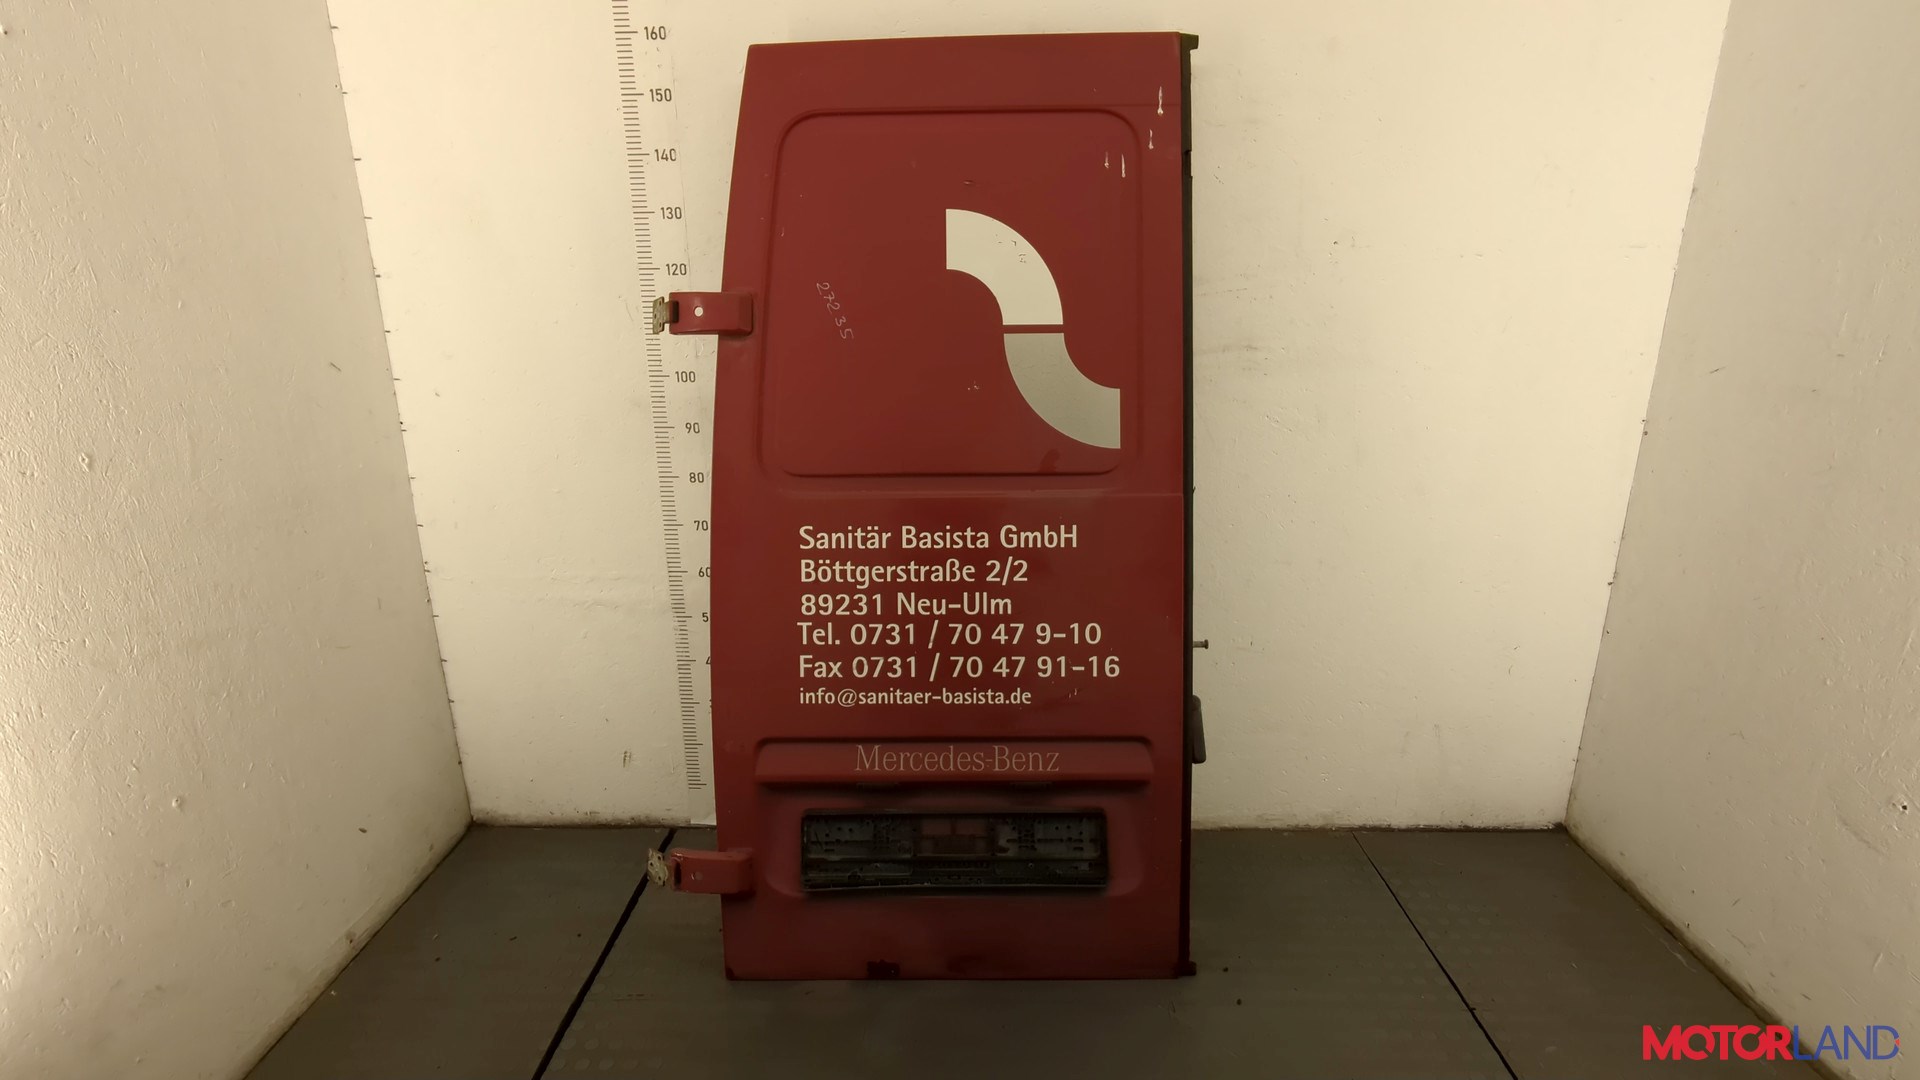 160
150
140
130
120
100
90
80
70
60
27235
Sanitär Basista GmbH
Böttgerstraße 2/2
89231 Neu-Ulm
Tel. 0731 / 70 47 9-10
Fax 0731 / 70 47 91-16
info@sanitaer-basista.de
Mercedes-Benz
MOTORLAND